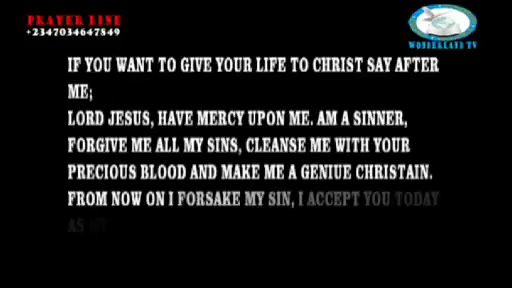 PRAYER LINE
+2347034647849
WONDERLAND TV
IF YOU WANT TO GIVE YOUR LIFE TO CHRIST SAY AFTER
ME;
LORD JESUS, HAVE MERCY UPON ME. AM A SINNER,
FORGIVE ME ALL MY SINS, CLEANSE ME WITH YOUR
PRECIOUS BLOOD AND MAKE ME A GENIUE CHRISTAIN.
FROM NOW ON I FORSAKE MY SIN, I ACCEPT YOU TODAY
AS MY